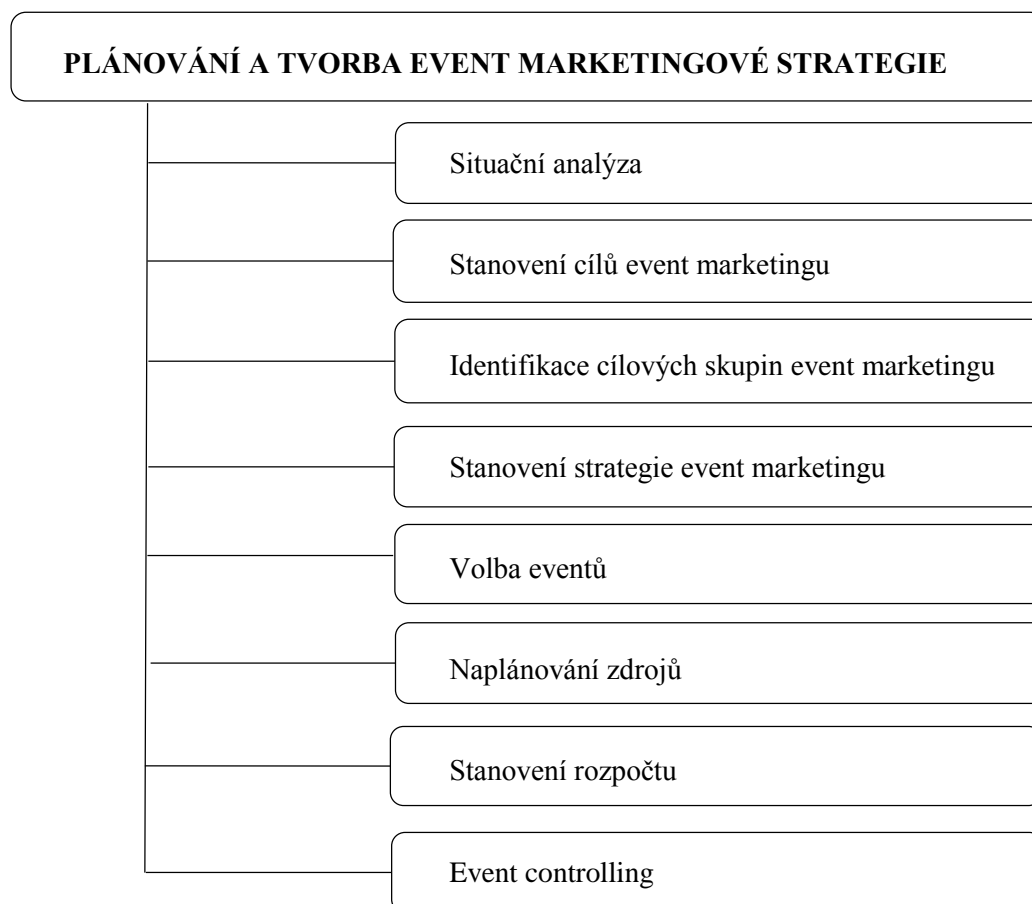 PLÁNOVÁNÍ A TVORBA EVENT MARKETINGOVÉ STRATEGIE
Situační analýza
Stanovení cílů event marketingu
Identifikace cílových skupin event marketingu
Stanovení strategie event marketingu
Volba eventů
Naplánování zdrojů
Stanovení rozpočtu
Event controlling